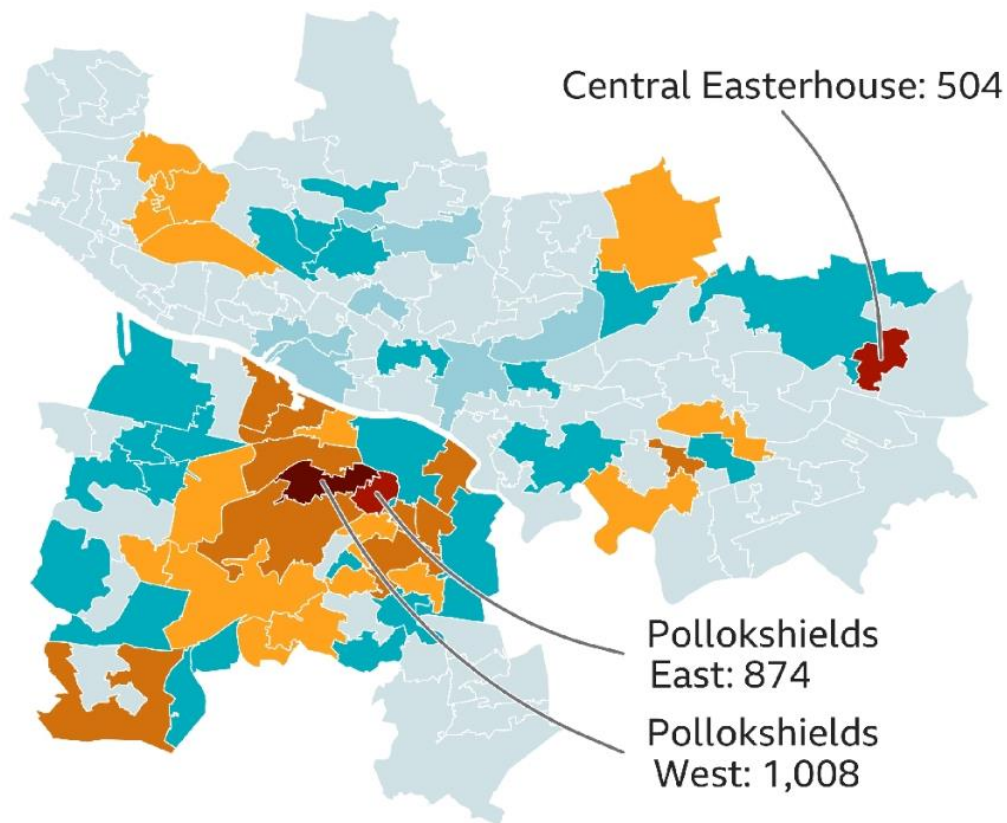 Central Easterhouse: 504
Pollokshields
East: 874
Pollokshields
West: 1,008